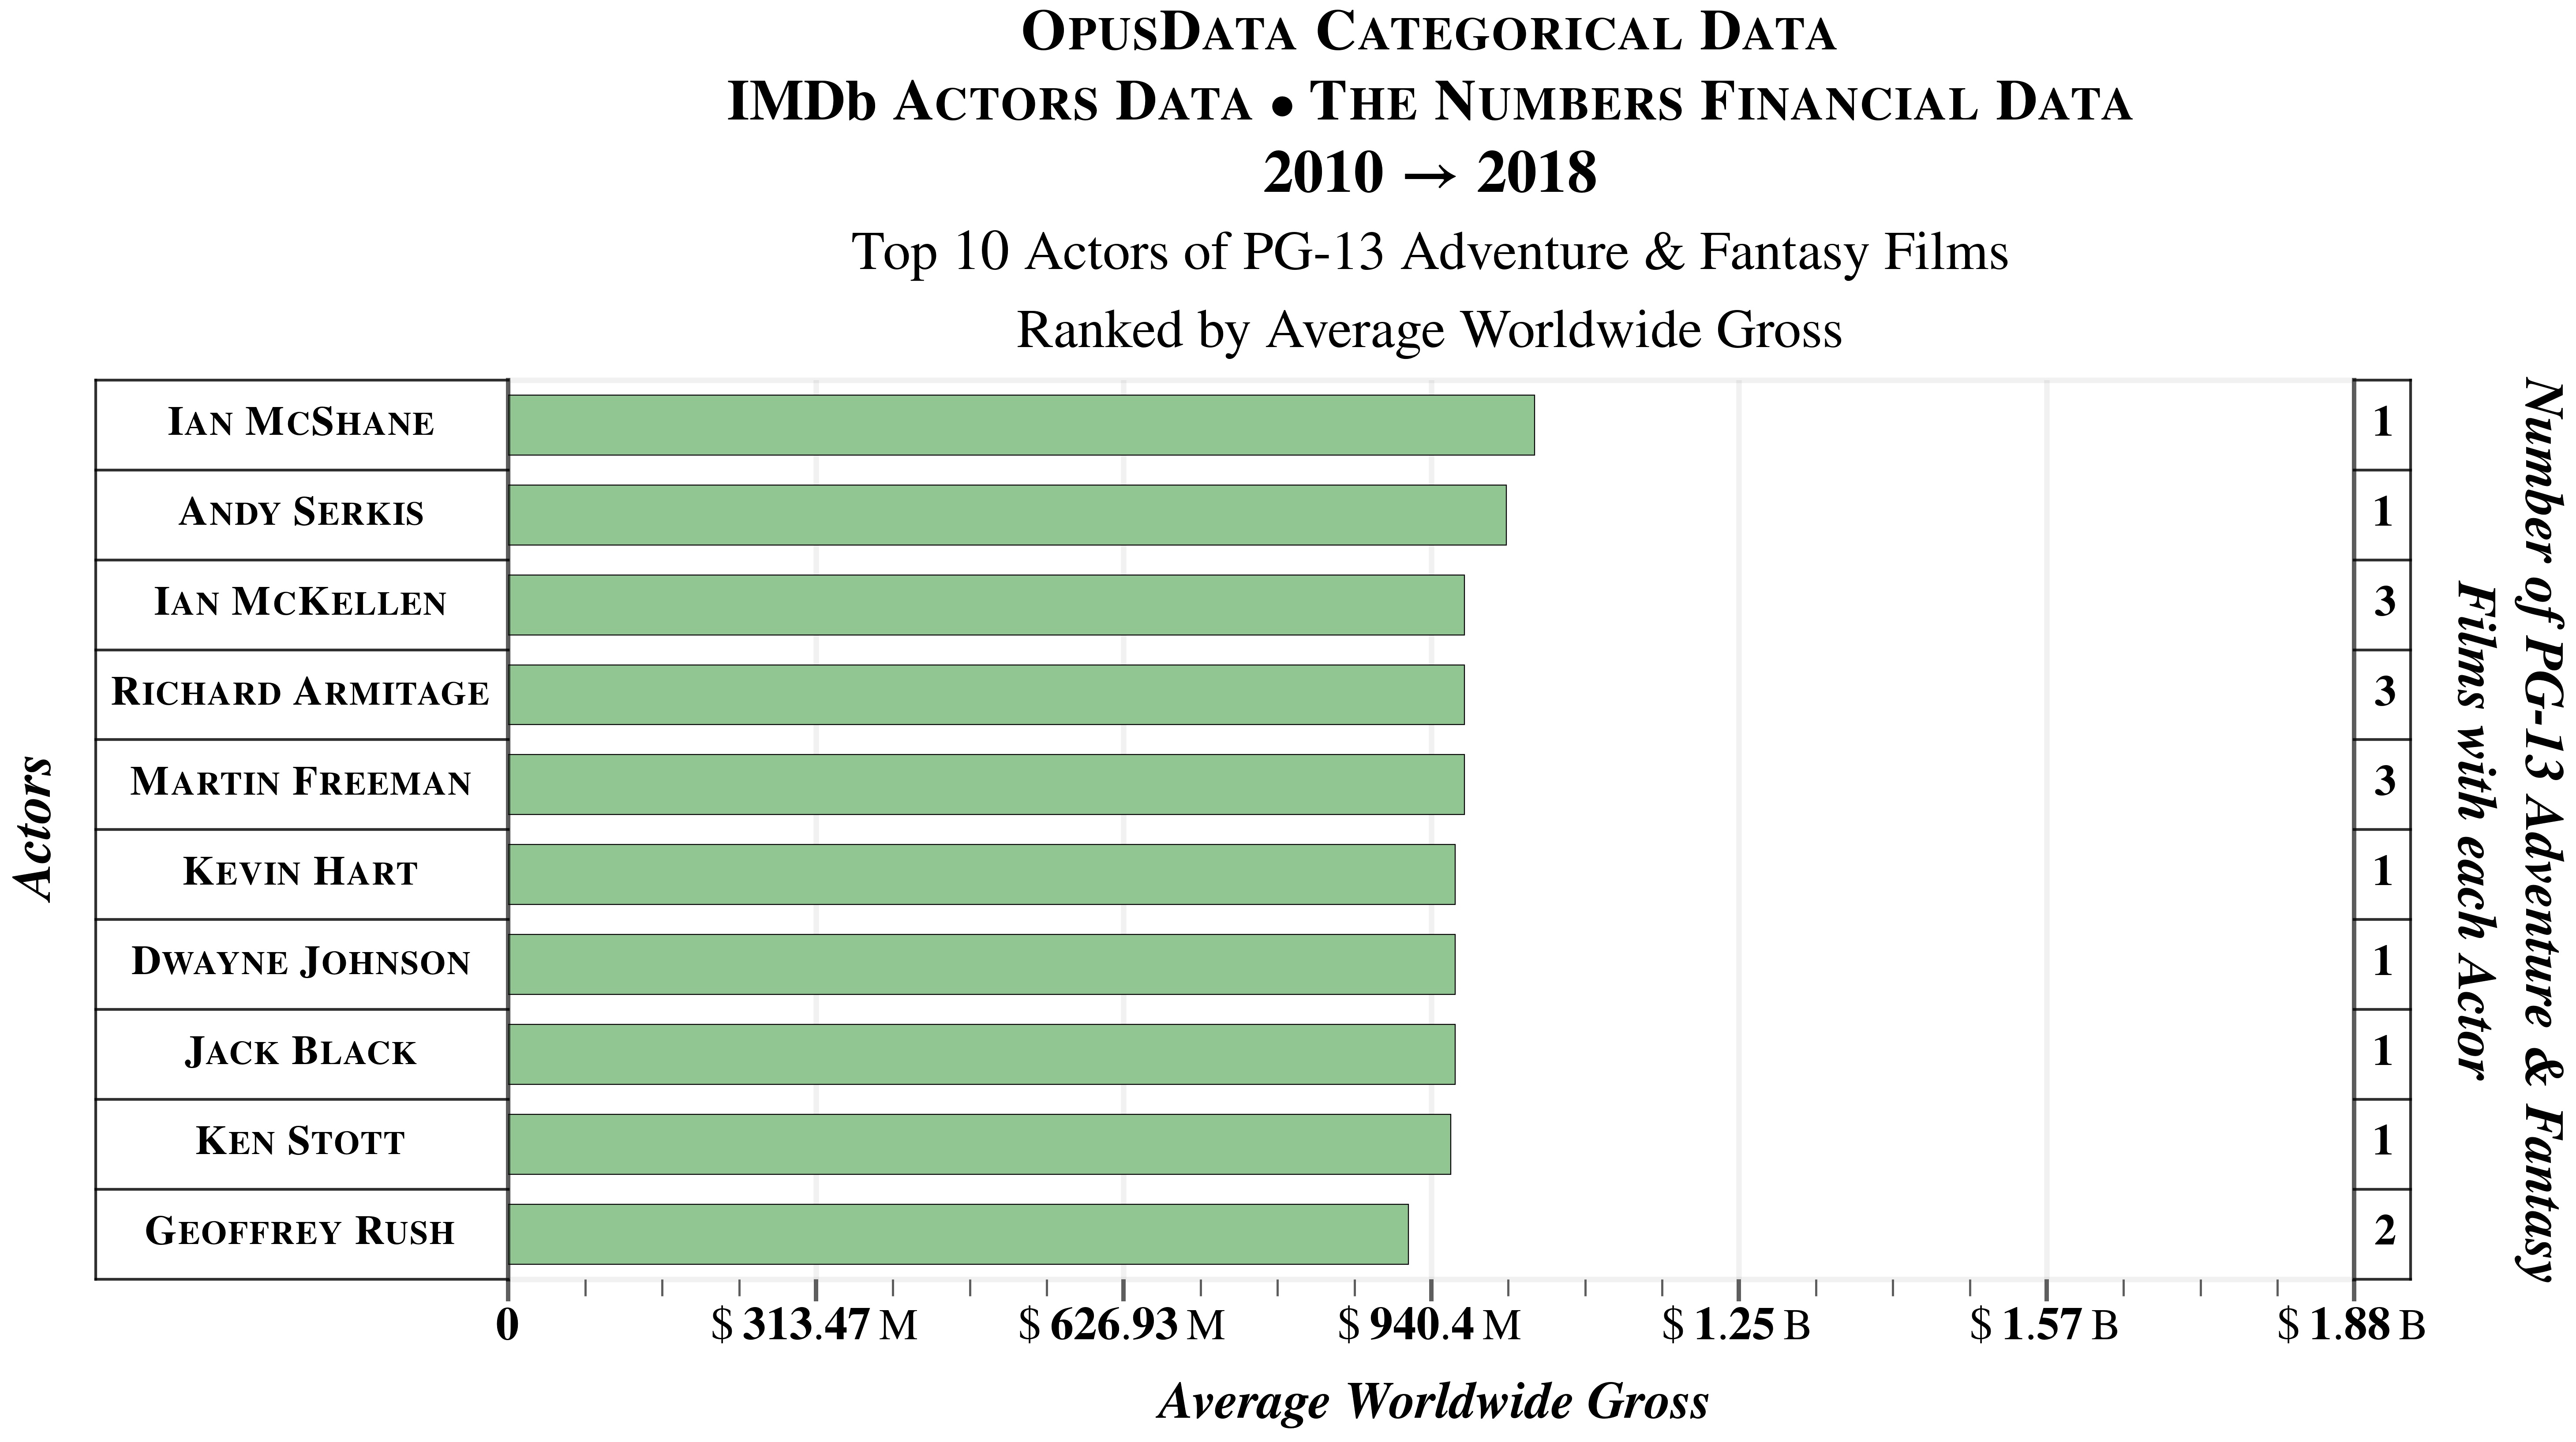 OpusData Categorical Data
IMDb Actors Data • The Numbers Financial Data
2010 → 2018
Top 10 Actors of PG-13 Adventure & Fantasy Films
Ranked by Average Worldwide Gross
Actors
Ian McShane 1
Andy Serkis 1
Ian McKellen 3
Richard Armitage 3
Martin Freeman 3
Kevin Hart 1
Dwayne Johnson 1
Jack Black 1
Ken Stott 1
Geoffrey Rush 2
Number of PG-13 Adventure & Fantasy
Films with each Actor
0 $ 313.47 M $ 626.93 M $ 940.4 M $ 1.25 B $ 1.57 B $ 1.88 B
Average Worldwide Gross